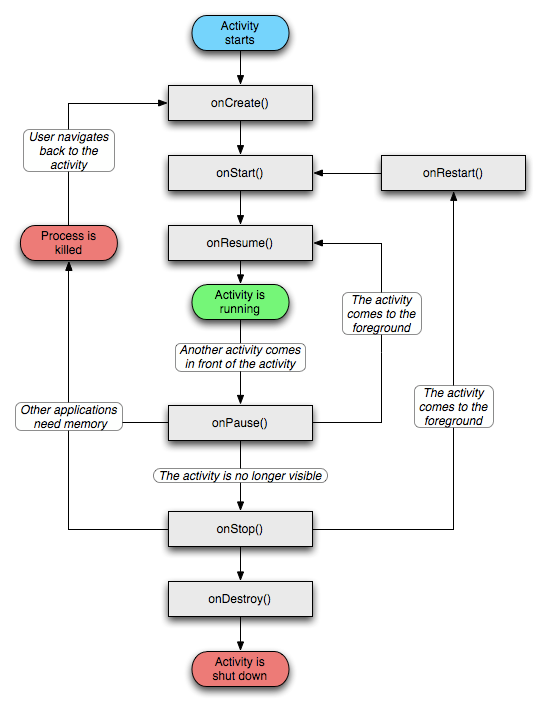 Activity
starts
onCreate()
User navigates
back to the
activity
onStart()
onRestart()
Process is
killed
onResume()
Activity is
running
The activity
comes to the
foreground
Another activity comes
in front of the activity
The activity
comes to the
foreground
Other applications
need memory
onPause()
The activity is no longer visible
onStop()
onDestroy()
Activity is
shut down